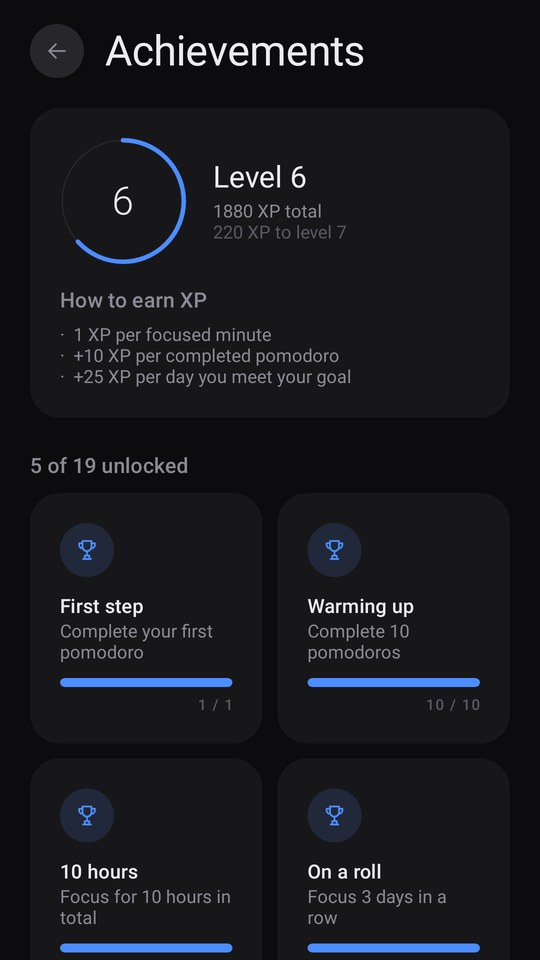 Achievements
6
Level 6
1880 XP total
220 XP to level 7
How to earn XP
· 1 XP per focused minute
· +10 XP per completed pomodoro
· +25 XP per day you meet your goal
5 of 19 unlocked
First step
Complete your first
pomodoro
1 / 1
Warming up
Complete 10
pomodoros
10 / 10
10 hours
Focus for 10 hours in
total
On a roll
Focus 3 days in a
row